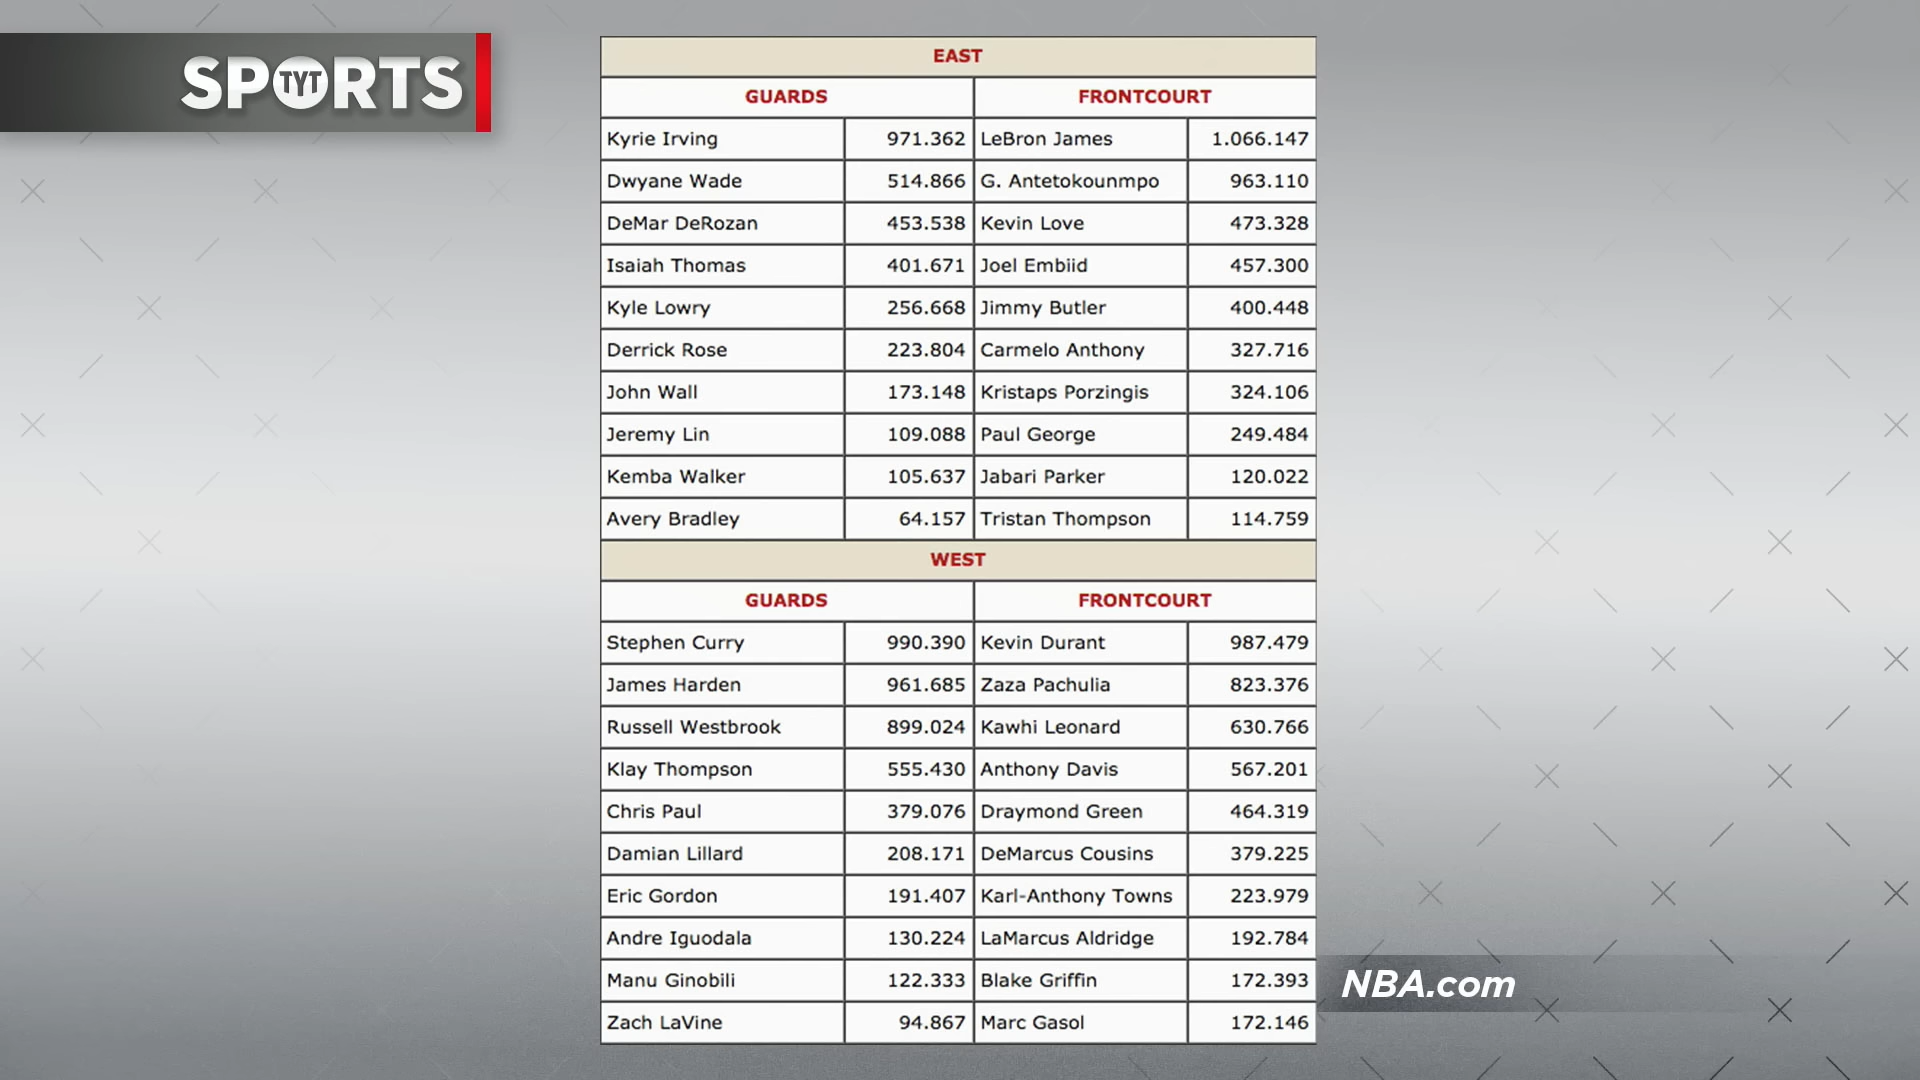 SPORTS
TYT
EAST
GUARDS FRONTCOURT
Kyrie Irving 971.362 LeBron James 1.066.147
Dwyane Wade 514.866 G. Antetokounmpo 963.110
DeMar DeRozan 453.538 Kevin Love 473.328
Isaiah Thomas 401.671 Joel Embiid 457.300
Kyle Lowry 256.668 Jimmy Butler 400.448
Derrick Rose 223.804 Carmelo Anthony 327.716
John Wall 173.148 Kristaps Porzingis 324.106
Jeremy Lin 109.088 Paul George 249.484
Kemba Walker 105.637 Jabari Parker 120.022
Avery Bradley 64.157 Tristan Thompson 114.759
WEST
GUARDS FRONTCOURT
Stephen Curry 990.390 Kevin Durant 987.479
James Harden 961.685 Zaza Pachulia 823.376
Russell Westbrook 899.024 Kawhi Leonard 630.766
Klay Thompson 555.430 Anthony Davis 567.201
Chris Paul 379.076 Draymond Green 464.319
Damian Lillard 208.171 DeMarcus Cousins 379.225
Eric Gordon 191.407 Karl-Anthony Towns 223.979
Andre Iguodala 130.224 LaMarcus Aldridge 192.784
Manu Ginobili 122.333 Blake Griffin 172.393
Zach LaVine 94.867 Marc Gasol 172.146
NBA.com